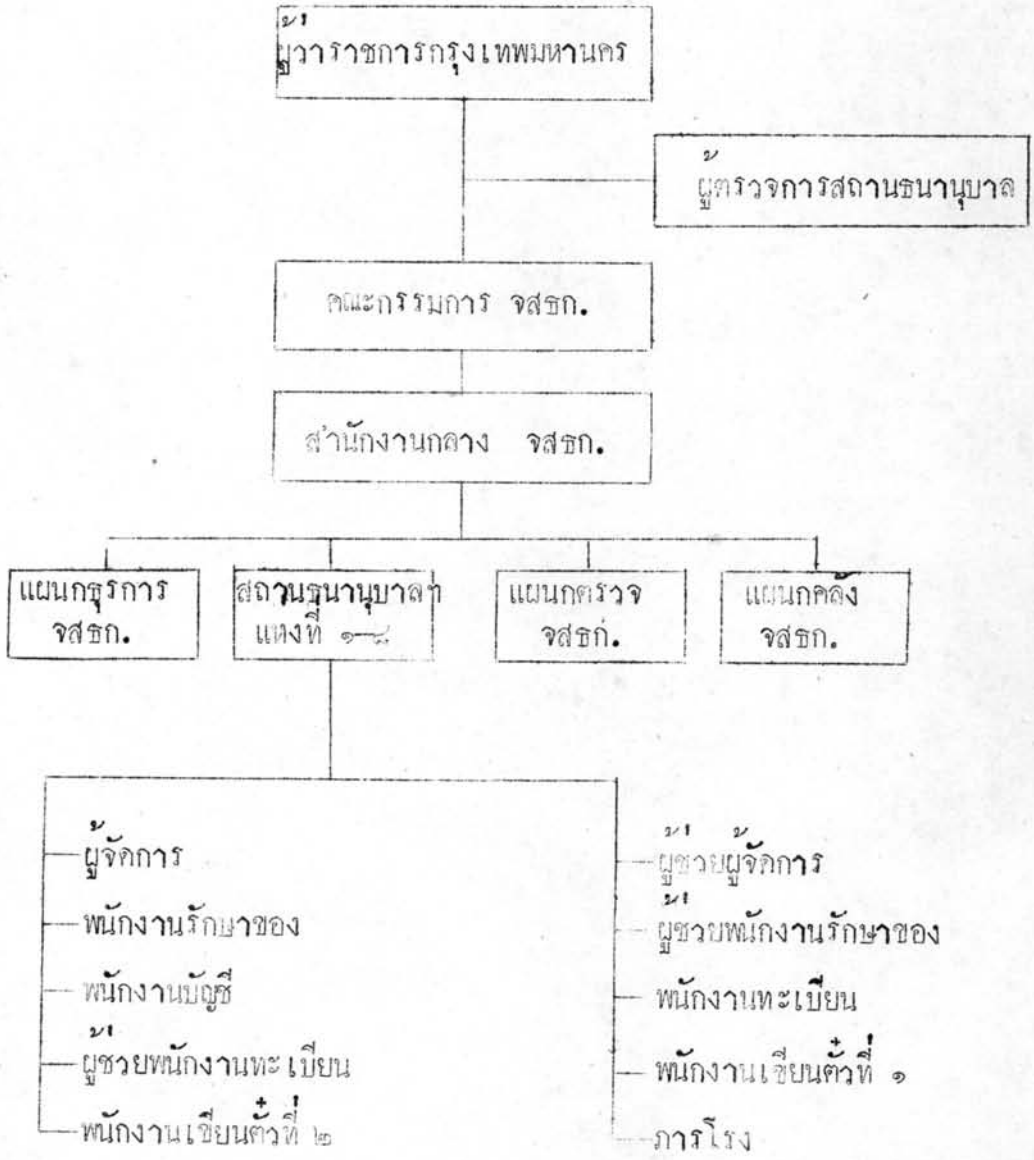 ผู้ว่าราชการกรุงเทพมหานคร
ผู้ตรวจการสถานธนานุบาล
คณะกรรมการ จสธก.
สำนักงานกลาง จสธก.
แผนกธุรการ
จสธก.
สถานธนานุบาลฯ
แห่งที่ ๑-๘
แผนกตรวจ
จสธก.
แผนกคลัง
จสธก.
ผู้จัดการ
พนักงานรักษาของ
พนักงานบัญชี
ผู้ช่วยพนักงานทะเบียน
พนักงานเขียนตั๋วที่ ๒
ผู้ช่วยผู้จัดการ
ผู้ช่วยพนักงานรักษาของ
พนักงานทะเบียน
พนักงานเขียนตั๋วที่ ๑
ภารโรง